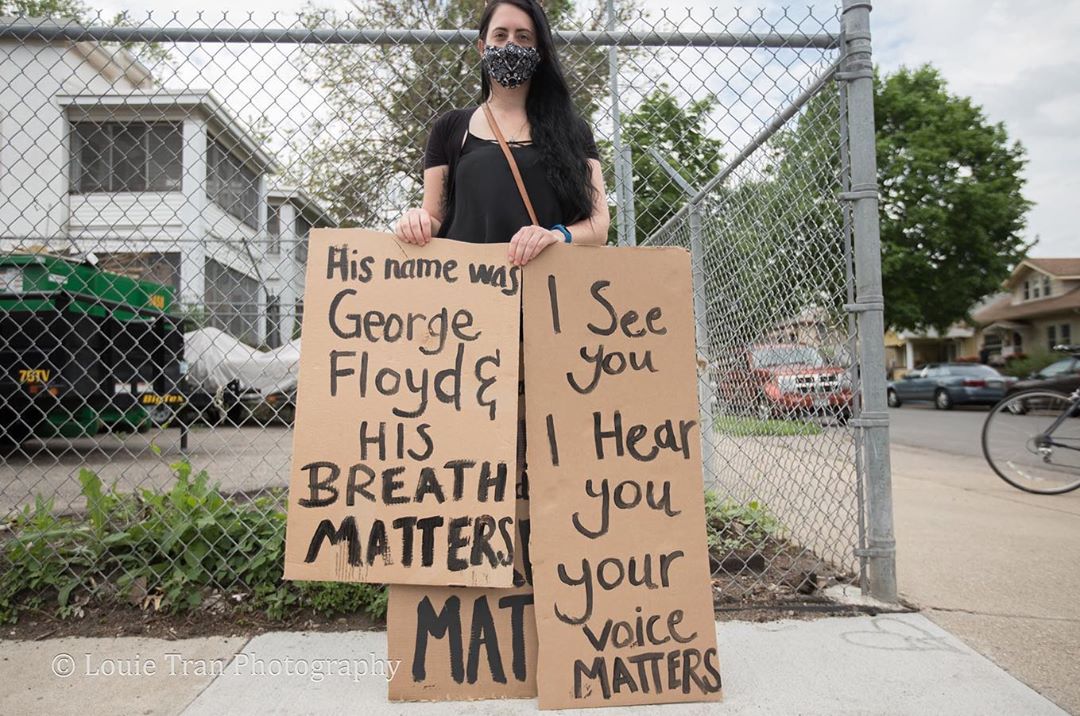 His name was
George
Floyd &
HIS
BREATH
MATTERS
I See
you
I Hear
you
your
voice
MATTERS
MAT
76TV
BigTex
© Louie Tran Photography